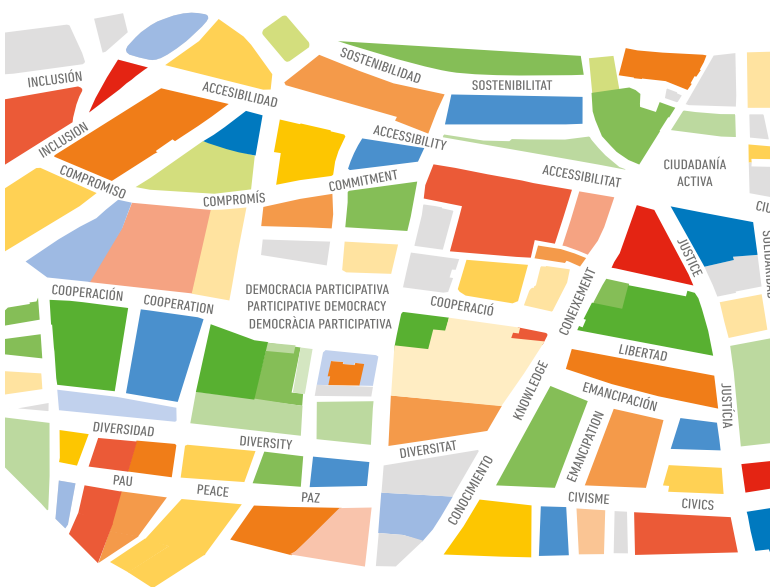 SOSTENIBILIDAD
SOSTENIBILITAT
INCLUSIÓN
ACCESIBILIDAD
INCLUSION
ACCESSIBILITY
COMPROMISO
COMPROMÍS
COMMITMENT
ACCESSIBILITAT
CIUDADANÍA
ACTIVA
JUSTICE
COOPERACIÓN
COOPERATION
DEMOCRACIA PARTICIPATIVA
PARTICIPATIVE DEMOCRACY
DEMOCRÀCIA PARTICIPATIVA
COOPERACIÓ
CONEIXEMENT
LIBERTAD
KNOWLEDGE
EMANCIPACIÓN
JUSTÍCIA
DIVERSIDAD
DIVERSITY
DIVERSITAT
EMANCIPATION
PAU
PEACE
PAZ
CONOCIMIENTO
CIVISME
CIVICS